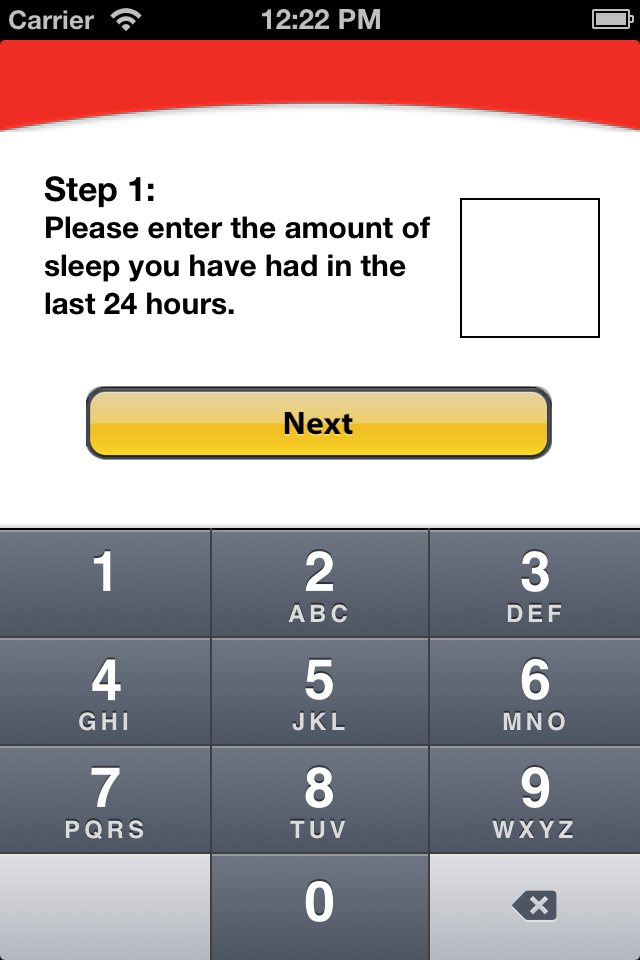 Carrier 12:22 PM
Step 1:
Please enter the amount of
sleep you have had in the
last 24 hours.
Next
1 2 3
ABC DEF
4 5 6
GHI JKL MNO
7 8 9
PQRS TUV WXYZ
0